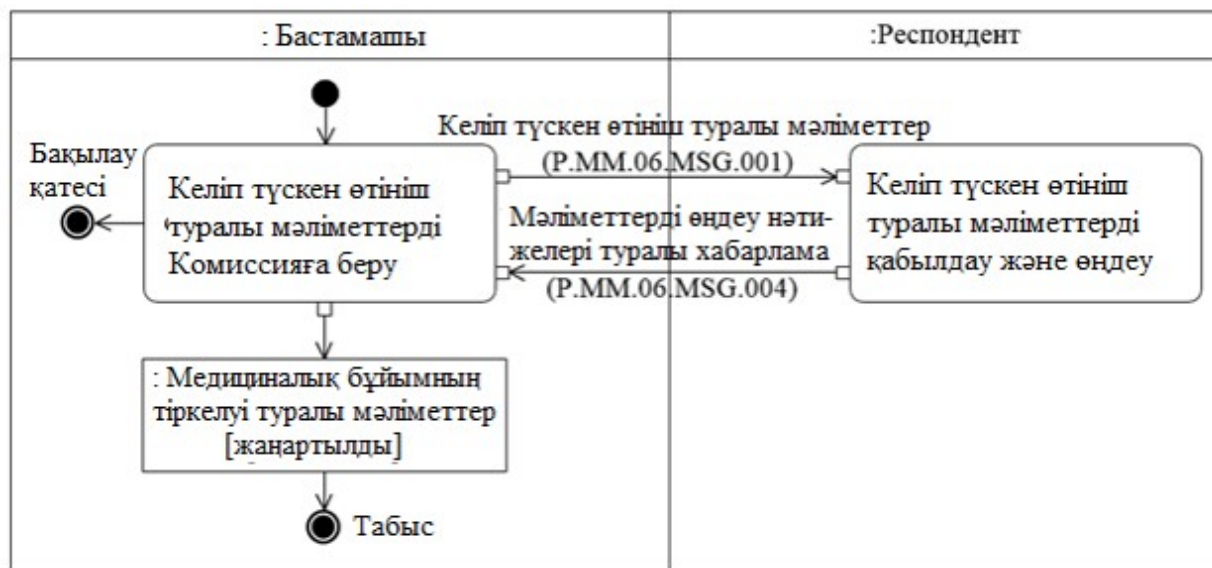 : Бастамашы
:Респондент
Келіп түскен өтініш туралы мәліметтер
(P.MM.06.MSG.001)
Бақылау
қатесі
Келіп түскен өтініш
туралы мәліметтерді
Комиссияға беру
Мәліметтерді өңдеу нәти-
желері туралы хабарлама
(P.MM.06.MSG.004)
Келіп түскен өтініш
туралы мәліметтерді
қабылдау және өңдеу
: Медициналық бұйымның
тіркелуі туралы мәліметтер
[жаңартылды]
Табыс